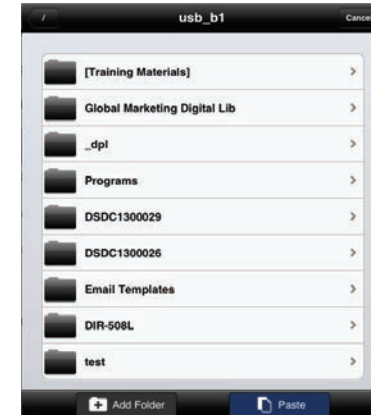 / usb_b1 Cancel
[Training Materials]
Global Marketing Digital Lib
_dpl
Programs
DSDC1300029
DSDC1300026
Email Templates
DIR-508L
test
Add Folder Paste